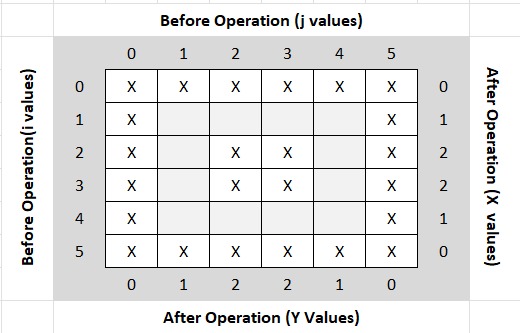 Before Operation (j values)
0 1 2 3 4 5
Before Operation(i values)
0 X X X X X X 0
1 X X 1
2 X X X X 2
3 X X X X 2
4 X X 1
5 X X X X X X 0
After Operation (X values)
0 1 2 2 1 0
After Operation (Y Values)